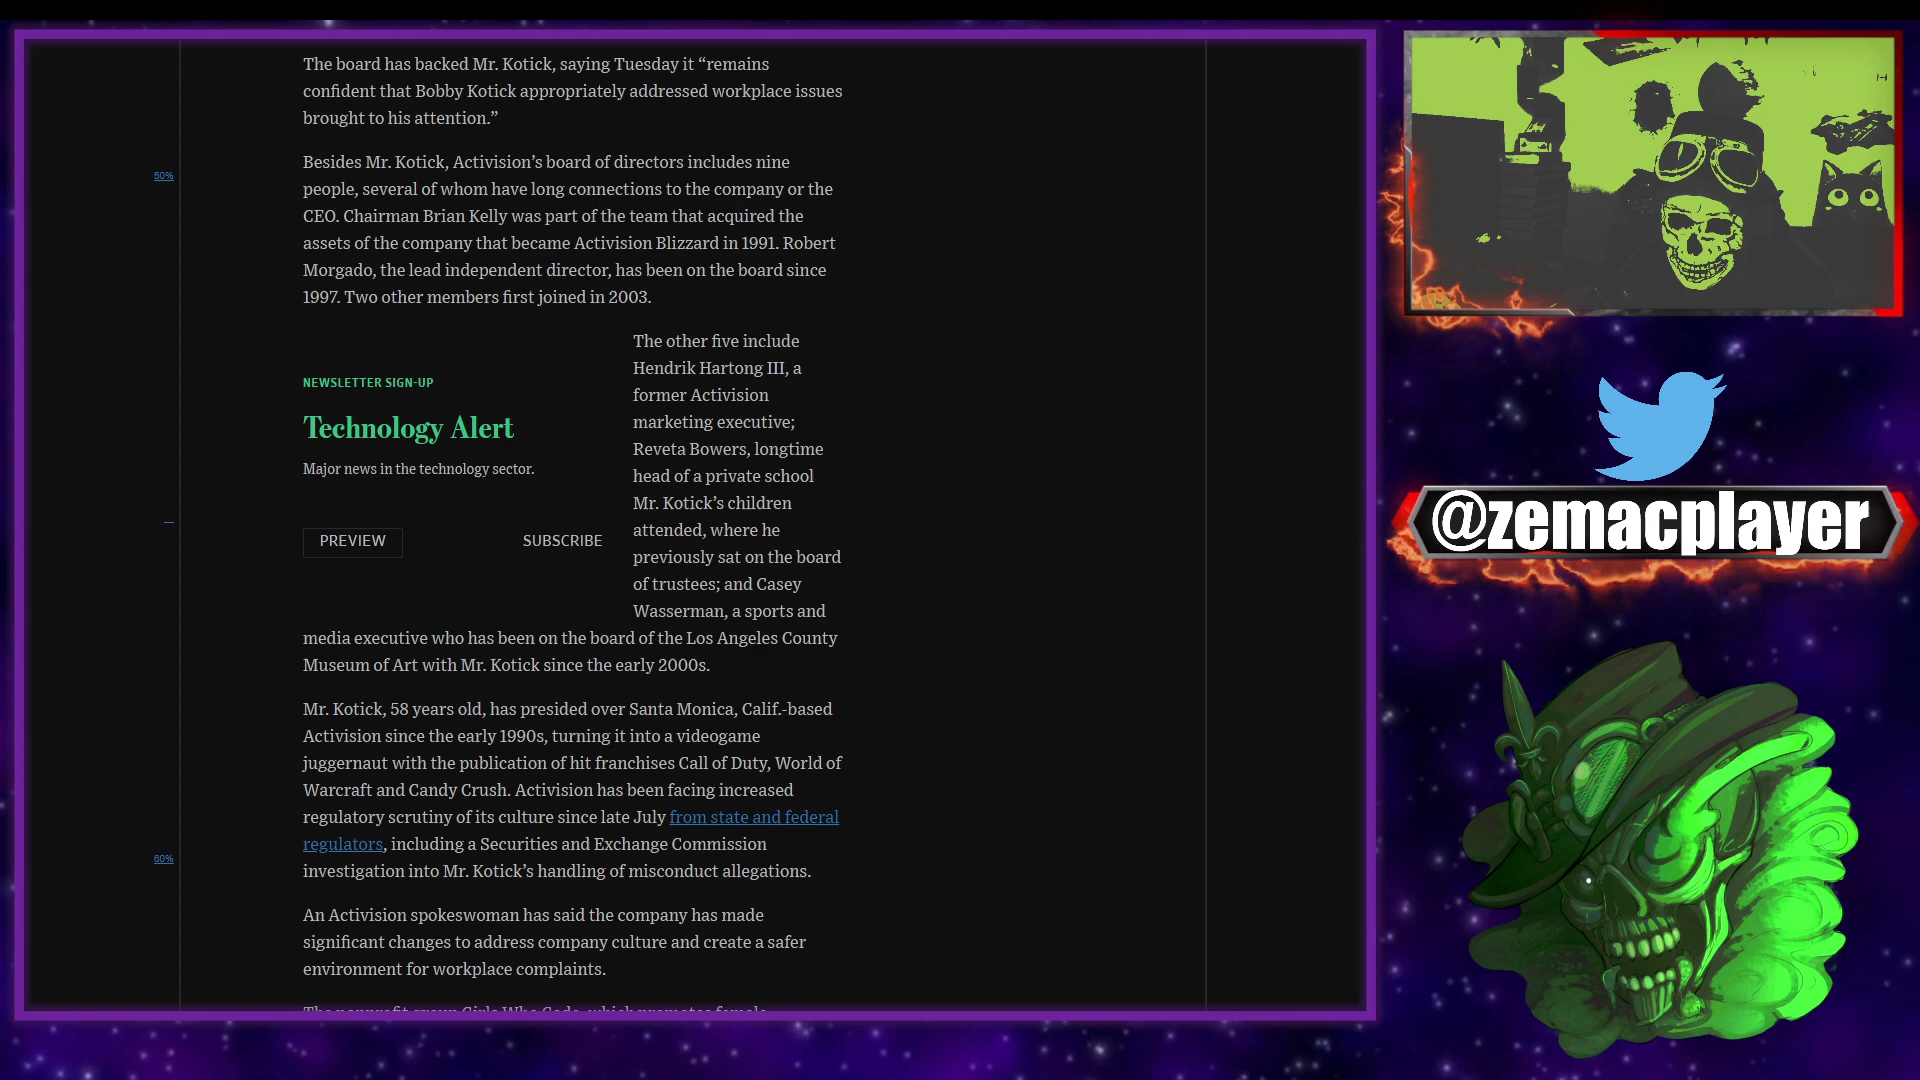 The board has backed Mr. Kotick, saying Tuesday it “remains
confident that Bobby Kotick appropriately addressed workplace issues
brought to his attention.”
50%
Besides Mr. Kotick, Activision’s board of directors includes nine
people, several of whom have long connections to the company or the
CEO. Chairman Brian Kelly was part of the team that acquired the
assets of the company that became Activision Blizzard in 1991. Robert
Morgado, the lead independent director, has been on the board since
1997. Two other members first joined in 2003.
NEWSLETTER SIGN-UP
Technology Alert
Major news in the technology sector.
PREVIEW
SUBSCRIBE
The other five include
Hendrik Hartong III, a
former Activision
marketing executive;
Reveta Bowers, longtime
head of a private school
Mr. Kotick’s children
attended, where he
previously sat on the board
of trustees; and Casey
Wasserman, a sports and
media executive who has been on the board of the Los Angeles County
Museum of Art with Mr. Kotick since the early 2000s.
Mr. Kotick, 58 years old, has presided over Santa Monica, Calif.-based
Activision since the early 1990s, turning it into a videogame
juggernaut with the publication of hit franchises Call of Duty, World of
Warcraft and Candy Crush. Activision has been facing increased
regulatory scrutiny of its culture since late July from state and federal
regulators, including a Securities and Exchange Commission
investigation into Mr. Kotick’s handling of misconduct allegations.
60%
An Activision spokeswoman has said the company has made
significant changes to address company culture and create a safer
environment for workplace complaints.
The nonprofit group Girls Who Code, which promotes female
@zemacplayer